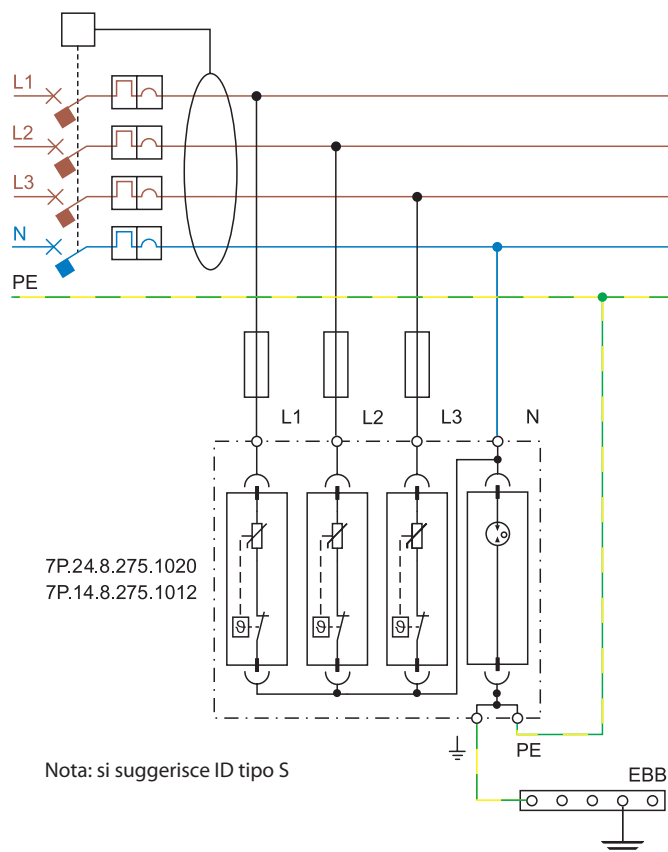 L1
L2
L3
N
PE
L1 L2 L3 N
7P.24.8.275.1020
7P.14.8.275.1012
ϑ ϑ ϑ
PE
Nota: si suggerisce ID tipo S
EBB